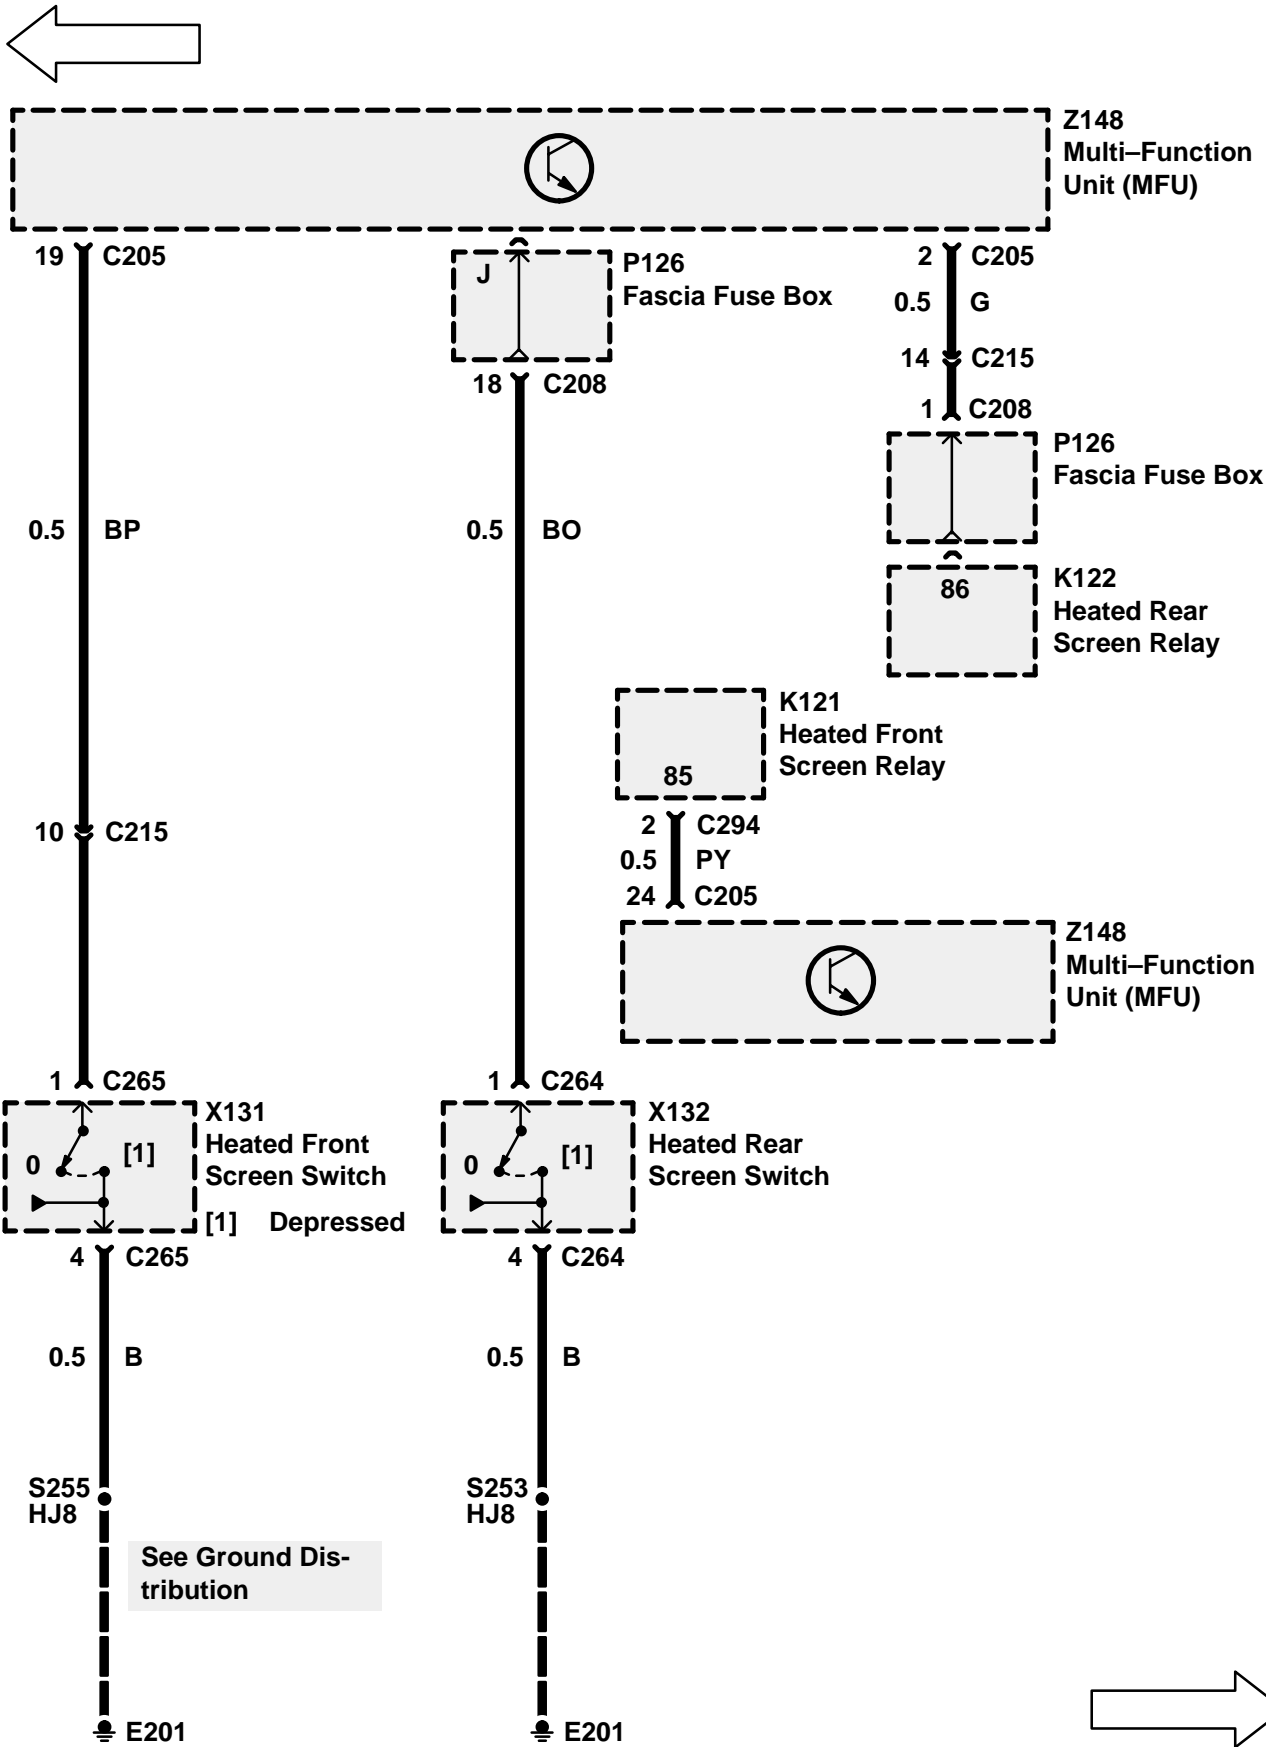 Z148
Multi–Function
Unit (MFU)
19 C205
J
P126
Fascia Fuse Box
2 C205
0.5 G
14 C215
18 C208
1 C208
P126
Fascia Fuse Box
0.5 BP
0.5 BO
86
K122
Heated Rear
Screen Relay
K121
Heated Front
Screen Relay
85
10 C215
2 C294
0.5 PY
24 C205
Z148
Multi–Function
Unit (MFU)
1 C265
1 C264
X131
Heated Front
Screen Switch
0 [1]
[1] Depressed
X132
Heated Rear
Screen Switch
0 [1]
4 C265
4 C264
0.5 B
0.5 B
S255
HJ8
S253
HJ8
See Ground Dis-
tribution
E201
E201